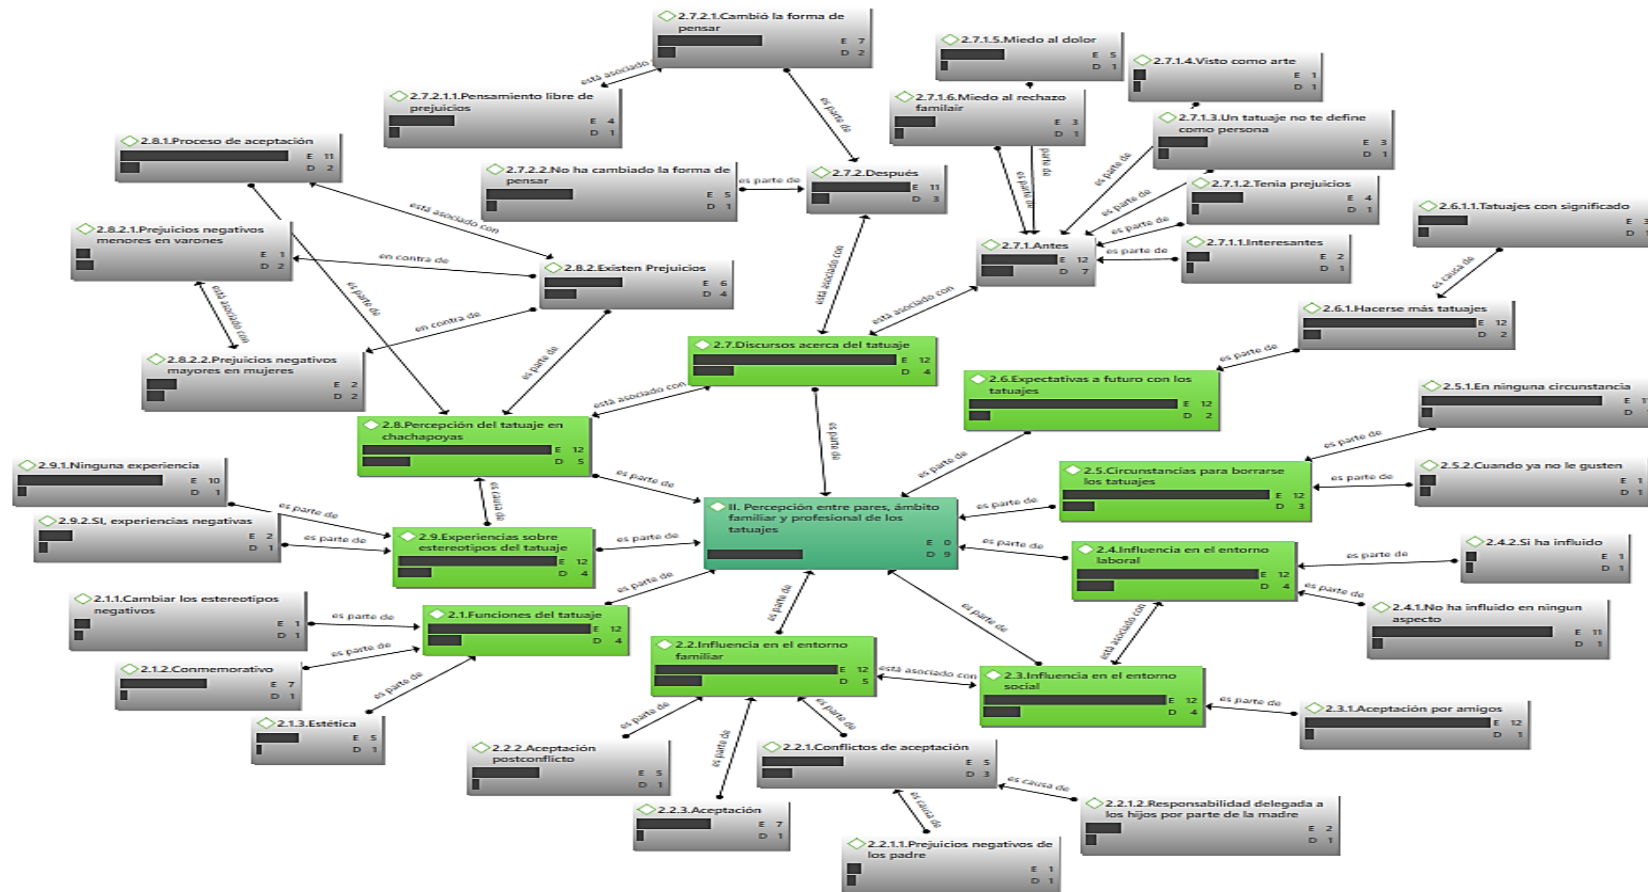 2.7.2.1.Cambió la forma de
pensar
E 7
D 2
está asociado
es parte de
2.7.2.1.1.Pensamiento libre de
prejuicios
E 4
D 1
2.7.1.5.Miedo al dolor
E 5
D 1
2.7.1.4.Visto como arte
E 1
D 1
2.7.1.6.Miedo al rechazo
familair
E 3
D 1
2.7.1.3.Un tatuaje no te define
como persona
E 3
D 1
2.8.1.Proceso de aceptación
E 11
D 2
2.7.2.2.No ha cambiado la forma de
pensar
E 5
D 1
es parte de
2.7.2.Después
E 11
D 3
parte de
es parte de
es parte de
es parte de
2.7.1.2.Tenia prejuicios
E 4
D 1
es parte de
2.7.1.Antes
E 12
D 7
es parte de
2.7.1.1.Interesantes
E 2
D 1
2.6.1.1.Tatuajes con significado
E 3
es causa de
2.8.2.1.Prejuicios negativos
menores en varones
E 1
D 2
está asociado con
en contra de
2.8.2.Existen Prejuicios
E 6
D 4
es parte de
está asociado con
en contra de
2.8.2.2.Prejuicios negativos
mayores en mujeres
E 2
D 2
es parte de
está asociado con
está asociado con
2.6.1.Hacerse más tatuajes
E 12
D 2
es parte de
2.7.Discursos acerca del tatuaje
E 12
D 4
está asociado con
es parte de
2.6.Expectativas a futuro con los
tatuajes
E 12
D 2
es parte de
2.5.1.En ninguna circunstancia
D
es parte de
2.8.Percepción del tatuaje en
chachapoyas
E 12
D 5
es parte de
2.5.Circunstancias para borrarse
los tatuajes
E 12
D 3
es parte de
es parte de
2.5.2.Cuando ya no le gusten
E 1
D 1
2.9.1.Ninguna experiencia
E 10
D 1
es parte de
es causa de
2.9.2.SI, experiencias negativas
E 2
D 1
es parte de
2.9.Experiencias sobre
estereotipos del tatuaje
E 12
D 4
es parte de
II. Percepción entre pares, ámbito
familiar y profesional de los
tatuajes
E 0
D 9
es parte de
2.4.Influencia en el entorno
laboral
E 12
D 4
es parte de
2.4.2.Si ha influido
E 1
D 1
es parte de
2.4.1.No ha influido en ningun
aspecto
E 11
D 1
2.1.1.Cambiar los estereotipos
negativos
E 1
D 1
es parte de
2.1.Funciones del tatuaje
E 12
D 4
es parte de
es parte de
es parte de
está asociado con
2.1.2.Conmemorativo
E 7
D 1
es parte de
2.1.3.Estética
E 5
D 1
es parte de
2.2.Influencia en el entorno
familiar
E 12
D 5
está asociado con
2.3.Influencia en el entorno
social
E 12
D 4
es parte de
2.3.1.Aceptación por amigos
E 12
D 1
es parte de
es parte de
es parte de
2.2.2.Aceptación
postconflicto
E 5
D 1
2.2.1.Conflictos de aceptación
E 5
D 3
es causa de
es causa de
2.2.3.Aceptación
E 7
D 1
2.2.1.2.Responsabilidad delegada a
los hijos por parte de la madre
E 2
D 1
2.2.1.1.Prejuicios negativos de
los padre
E 1
D 1